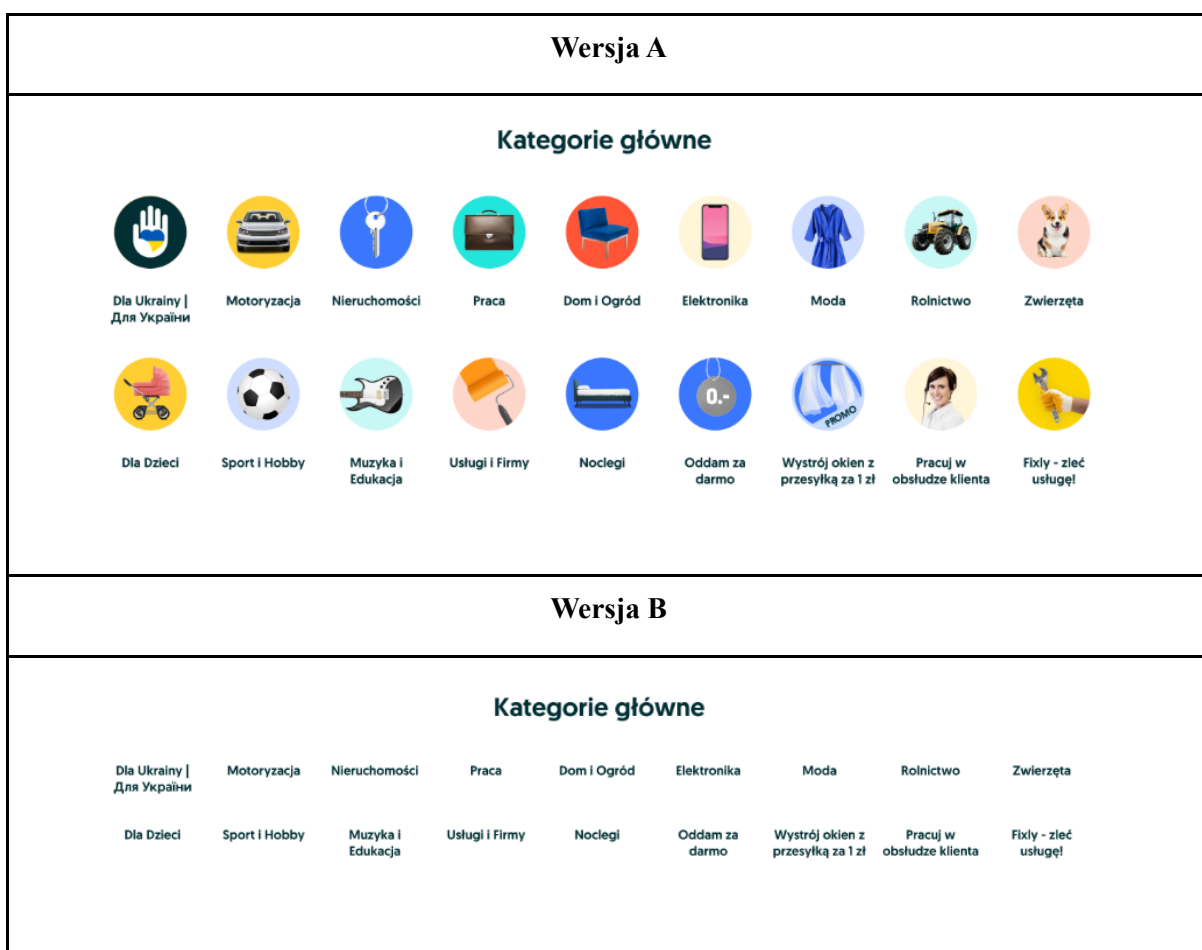 Wersja A
Kategorie główne
Dla Ukrainy | Motoryzacja Nieruchomości Praca Dom i Ogród Elektronika Moda Rolnictwo Zwierzęta
Для України
0.-
PROMO
Dla Dzieci Sport i Hobby Muzyka i Usługi i Firmy Noclegi Oddam za Wystrój okien z Pracuj w Fixly - zleć
Edukacja darmo przesyłką za 1 zł obsłudze klienta usługę!
Wersja B
Kategorie główne
Dla Ukrainy | Motoryzacja Nieruchomości Praca Dom i Ogród Elektronika Moda Rolnictwo Zwierzęta
Для України
Dla Dzieci Sport i Hobby Muzyka i Usługi i Firmy Noclegi Oddam za Wystrój okien z Pracuj w Fixly - zleć
Edukacja darmo przesyłką za 1 zł obsłudze klienta usługę!